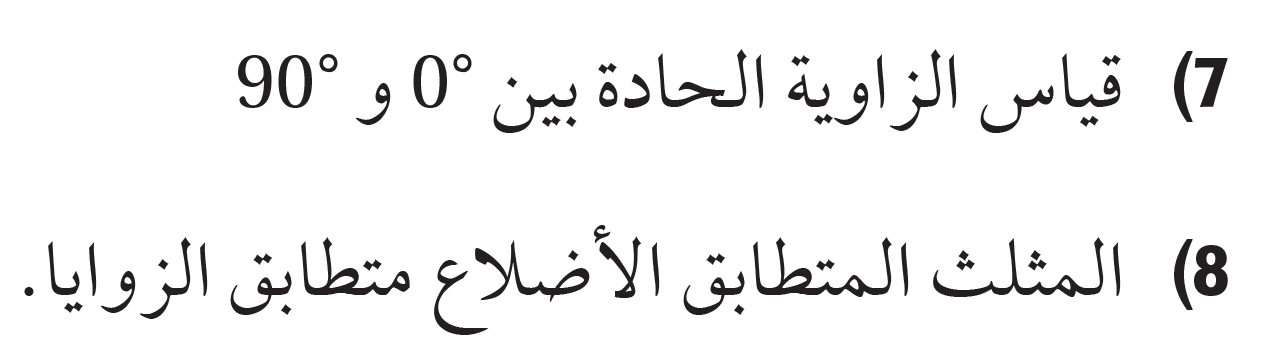 (7 قياس الزاوية الحادة بين 0° و 90°
(8 المثلث المتطابق الأضلاع متطابق الزوايا.